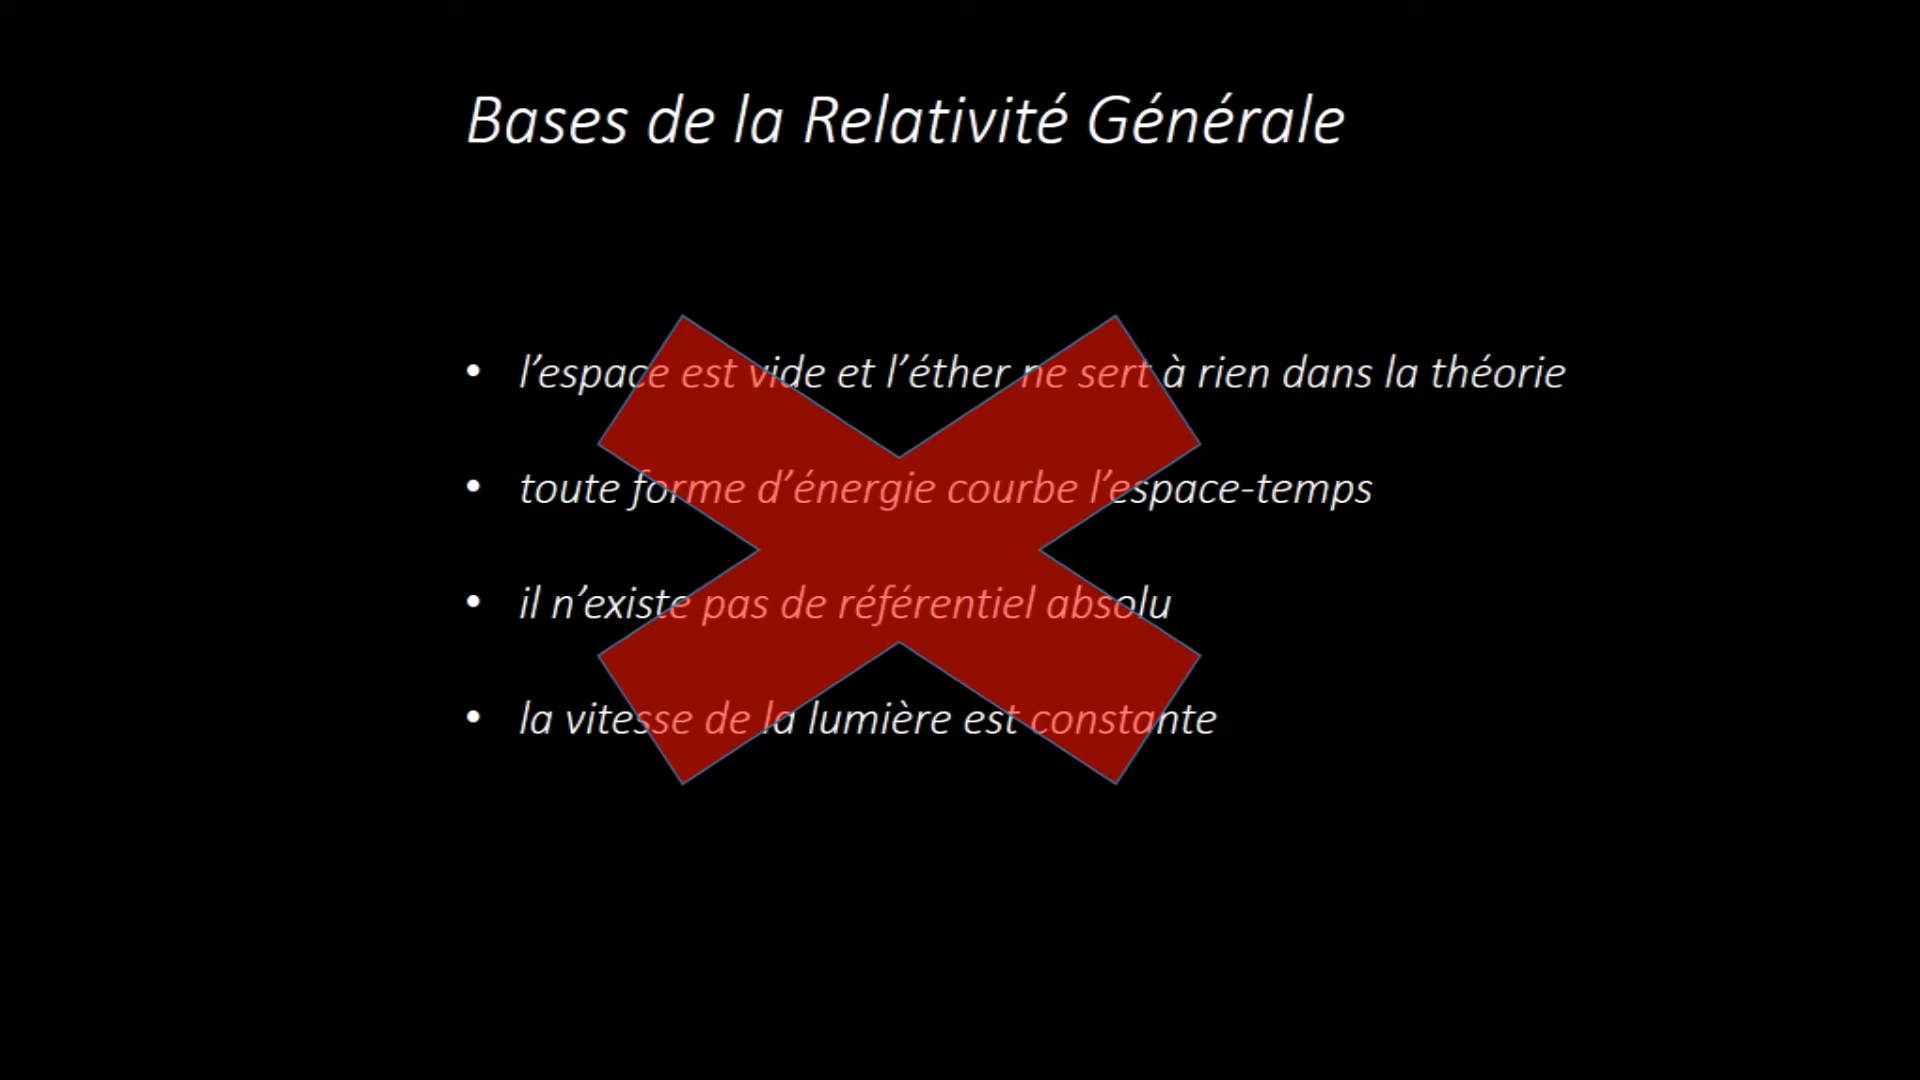 Bases de la Relativité Générale
• l’espace est vide et l’éther ne sert à rien dans la théorie
• toute forme d’énergie courbe l’espace-temps
• il n’existe pas de référentiel absolu
• la vitesse de la lumière est constante